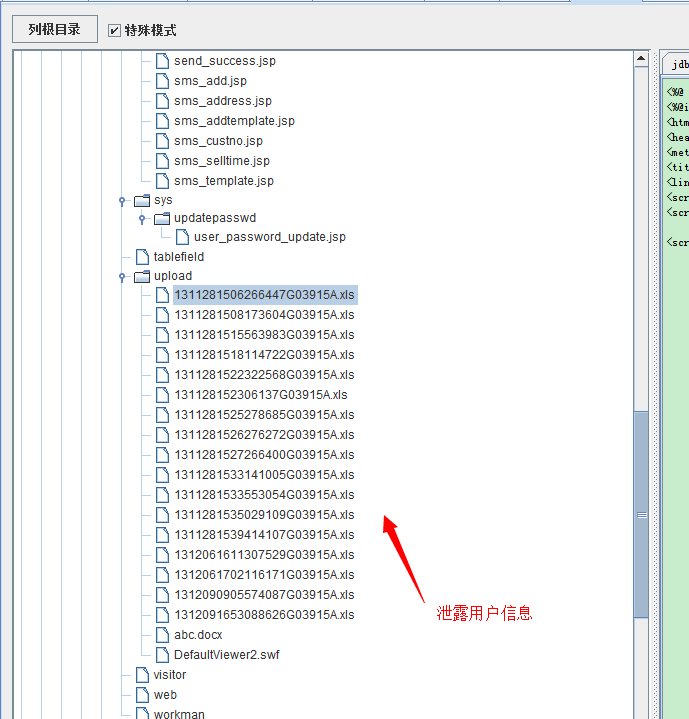 列根目录
特殊模式
send_success.jsp
sms_add.jsp
sms_address.jsp
sms_addtemplate.jsp
sms_custno.jsp
sms_selltime.jsp
sms_template.jsp
sys
updatepasswd
user_password_update.jsp
tablefield
upload
1311281506266447G03915A.xls
1311281508173604G03915A.xls
1311281515563983G03915A.xls
1311281518114722G03915A.xls
1311281522322568G03915A.xls
131128152306137G03915A.xls
1311281525278685G03915A.xls
1311281526276272G03915A.xls
1311281527266400G03915A.xls
1311281533141005G03915A.xls
1311281533553054G03915A.xls
1311281535029109G03915A.xls
1311281539414107G03915A.xls
1312061611307529G03915A.xls
1312061702116171G03915A.xls
1312090905574087G03915A.xls
1312091653088626G03915A.xls
abc.docx
DefaultViewer2.swf
visitor
web
workman
泄露用户信息
jdb
<%@
<%@i
<htm
<hea
<met
<tit
<lin
<scr
<scr
<scr